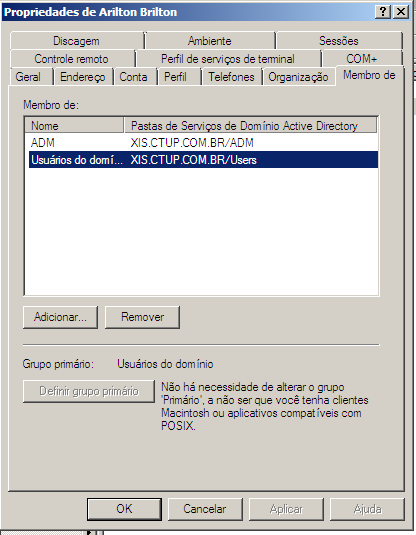 Propriedades de Arilton Brilton
Discagem Ambiente Sessões
Controle remoto Perfil de serviços de terminal COM+
Geral Endereço Conta Perfil Telefones Organização Membro de
Membro de:
Nome Pastas de Serviços de Domínio Active Directory
ADM XIS.CTUP.COM.BR/ADM
Usuários do domí... XIS.CTUP.COM.BR/Users
Adicionar... Remover
Grupo primário: Usuários do domínio
Definir grupo primário
Não há necessidade de alterar o grupo
'Primário', a não ser que você tenha clientes
Macintosh ou aplicativos compatíveis com
POSIX.
OK Cancelar Aplicar Ajuda